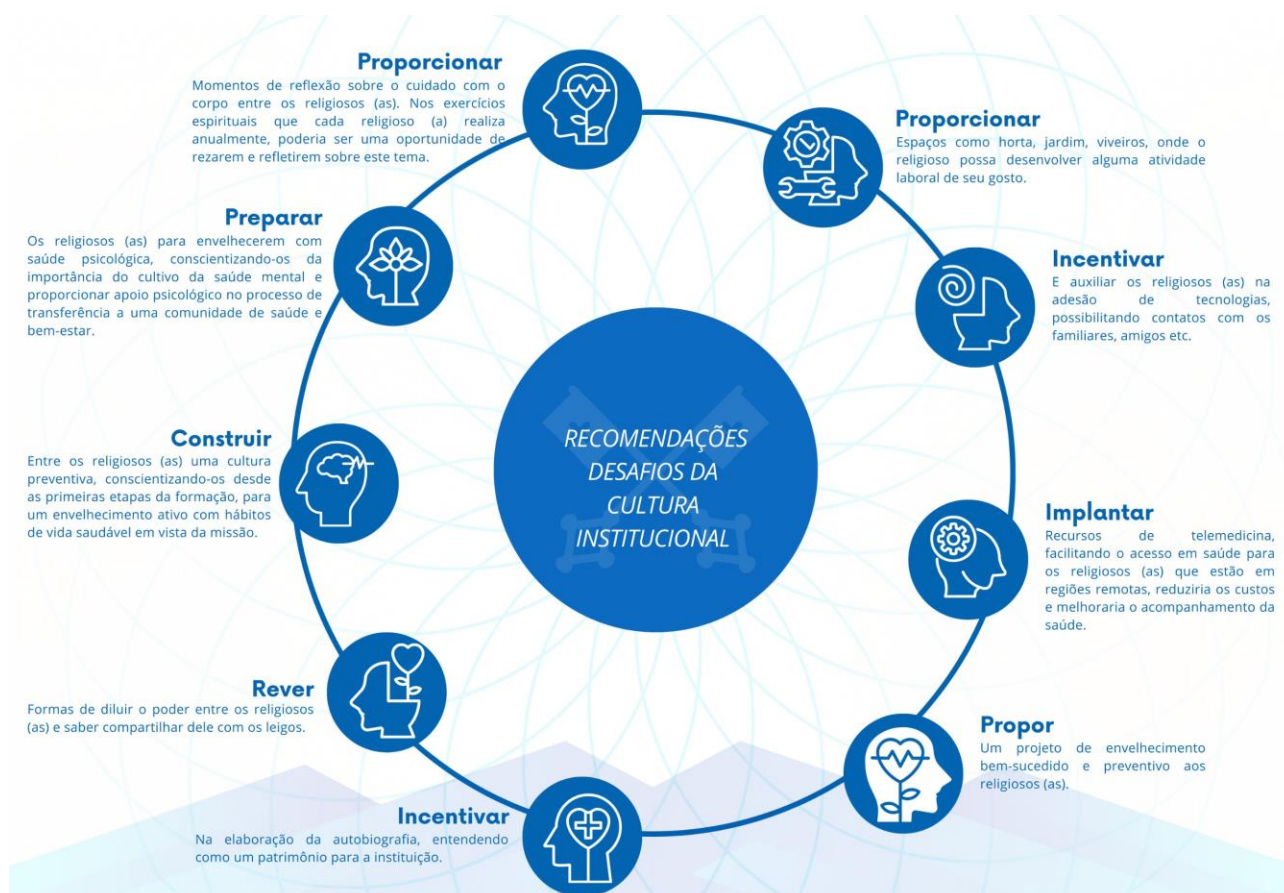 Proporcionar
Momentos de reflexão sobre o cuidado com o
corpo entre os religiosos (as). Nos exercícios
espirituais que cada religioso (a) realiza
anualmente, poderia ser uma oportunidade de
rezarem e refletirem sobre este tema.
Proporcionar
Espaços como horta, jardim, viveiros, onde o
religioso possa desenvolver alguma atividade
laboral de seu gosto.
Preparar
Os religiosos (as) para envelhecerem com
saúde psicológica, conscientizando-os da
importância do cultivo da saúde mental e
proporcionar apoio psicológico no processo de
transferência a uma comunidade de saúde e
bem-estar.
Incentivar
E auxiliar os religiosos (as) na
adesão de tecnologias,
possibilitando contatos com os
familiares, amigos etc.
Construir
Entre os religiosos (as) uma cultura
preventiva, conscientizando-os desde
as primeiras etapas da formação, para
um envelhecimento ativo com hábitos
de vida saudável em vista da missão.
RECOMENDAÇÕES
DESAFIOS DA
CULTURA
INSTITUCIONAL
Implantar
Recursos de telemedicina,
facilitando o acesso em saúde para
os religiosos (as) que estão em
regiões remotas, reduziria os custos
e melhoraria o acompanhamento da
saúde.
Rever
Formas de diluir o poder entre os religiosos
(as) e saber compartilhar dele com os leigos.
Propor
Um projeto de envelhecimento
bem-sucedido e preventivo aos
religiosos (as).
Incentivar
Na elaboração da autobiografia, entendendo
como um patrimônio para a instituição.